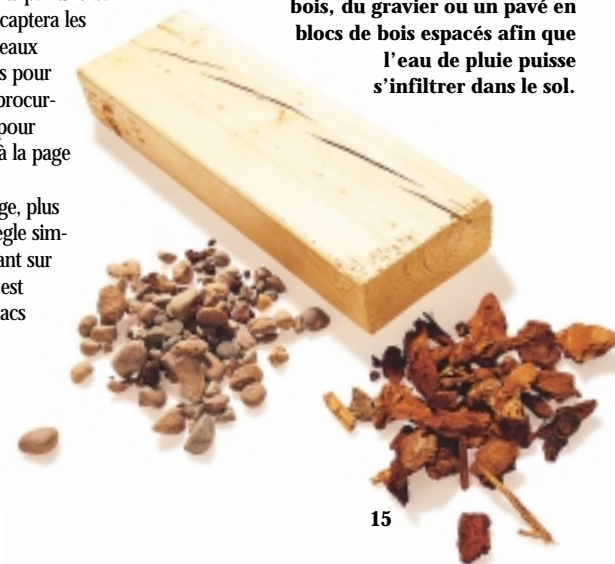 captera les
eaux
s pour
procur-
pour
à la page
ge, plus
ègle sim-
ant sur
est
acs
bois, du gravier ou un pavé en
blocs de bois espacés afin que
l'eau de pluie puisse
s'infiltrer dans le sol.
15